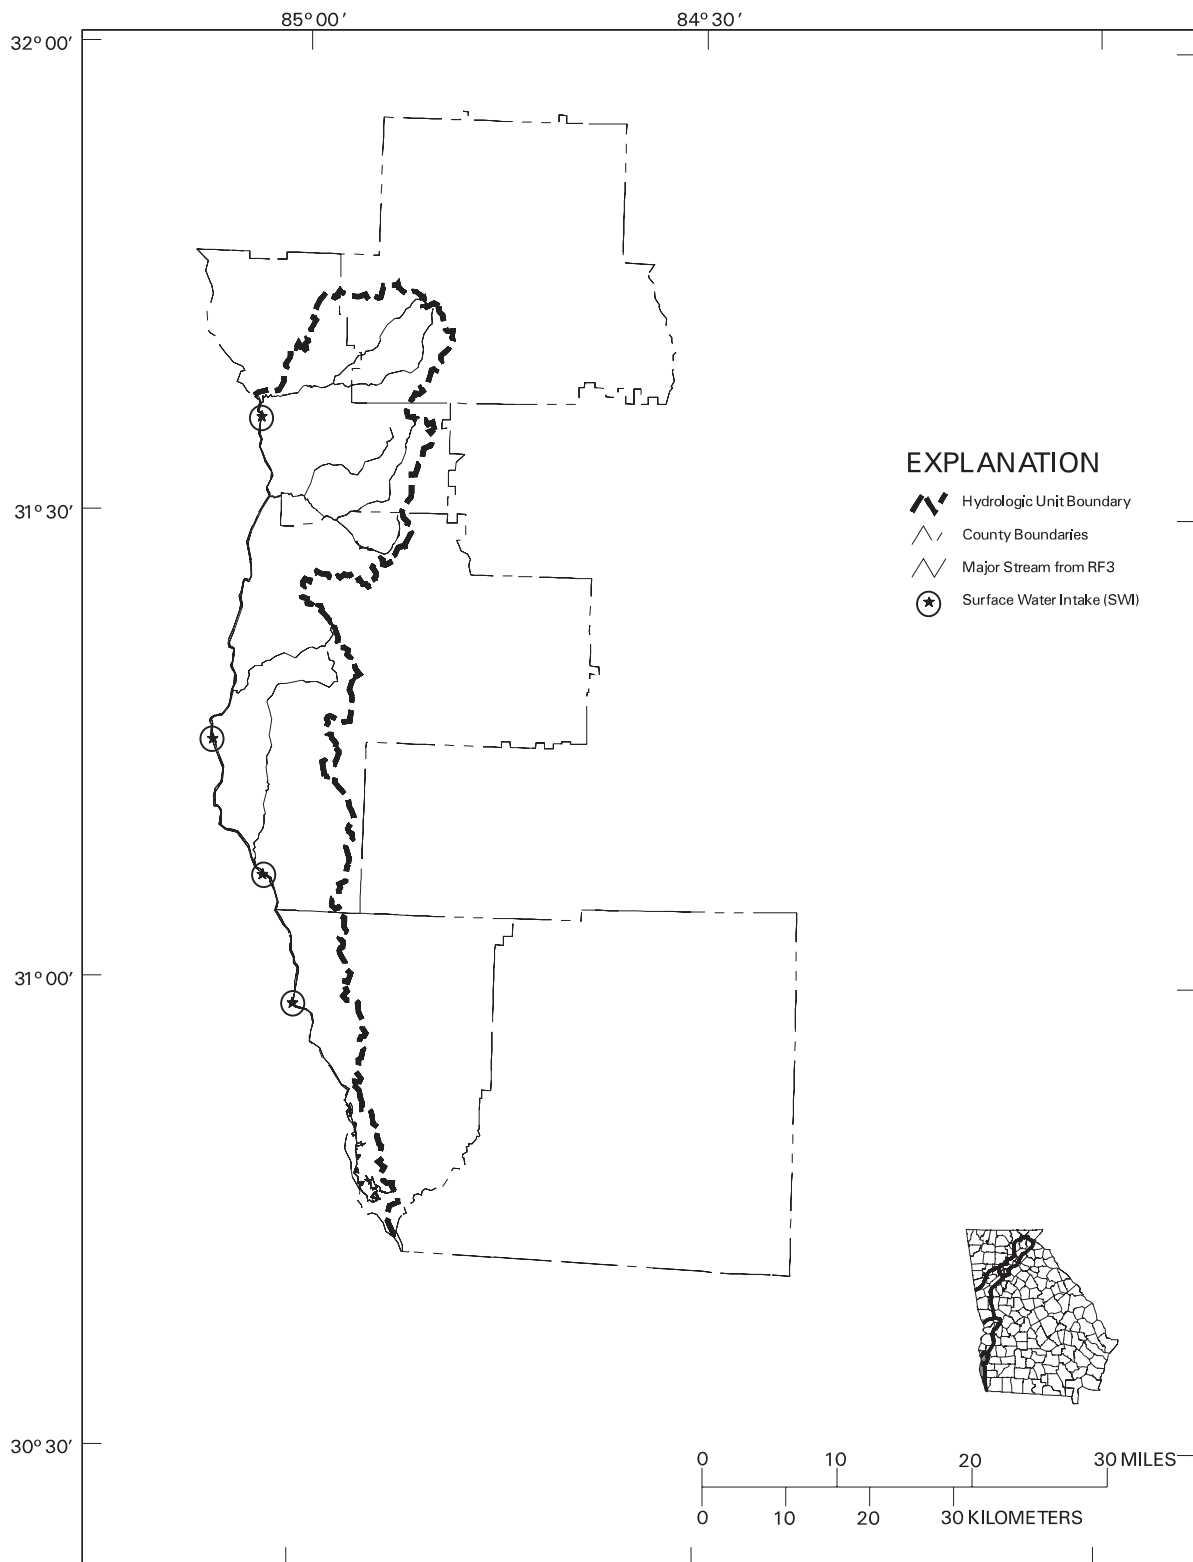 85° 00′ 84° 30′
32° 00′
EXPLANATION
Hydrologic Unit Boundary
31° 30′
County Boundaries
Major Stream from RF3
Surface Water Intake (SWI)
31° 00′
30° 30′
0 10 20 30 MILES
0 10 20 30 KILOMETERS